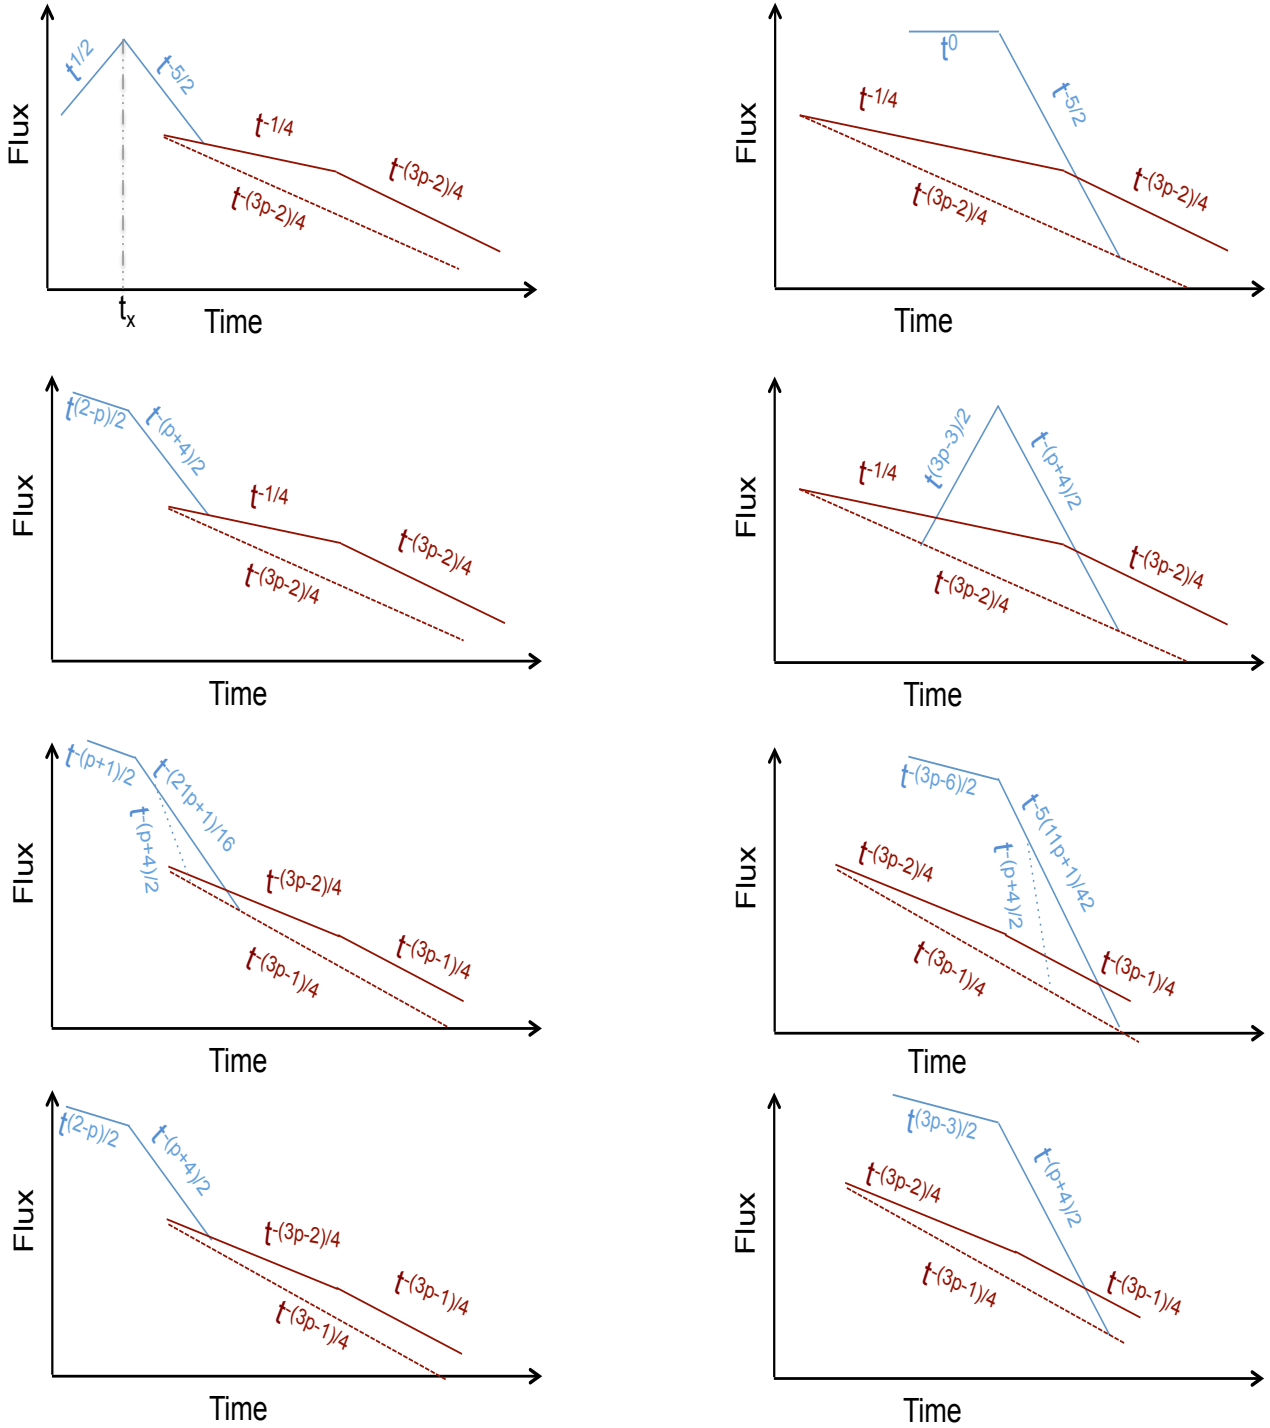 t1/2
t-5/2
t-1/4
t-(3p-2)/4
t-(3p-2)/4
Flux
tx
Time
t0
t-5/2
t-1/4
t-(3p-2)/4
t-(3p-2)/4
Flux
Time
t(2-p)/2
t-(p+4)/2
t-1/4
t-(3p-2)/4
t-(3p-2)/4
Flux
Time
t(3p-3)/2
t-(p+4)/2
t-1/4
t-(3p-2)/4
t-(3p-2)/4
Flux
Time
t-(p+1)/2
t-(21p+1)/16
t-(p+4)/2
t-(3p-2)/4
t-(3p-1)/4
t-(3p-1)/4
Flux
Time
t-(3p-6)/2
t-5(11p+1)/42
t-(p+4)/2
t-(3p-2)/4
t-(3p-1)/4
t-(3p-1)/4
Flux
Time
t(2-p)/2
t-(p+4)/2
t-(3p-2)/4
t-(3p-1)/4
t-(3p-1)/4
Flux
Time
t(3p-3)/2
t-(p+4)/2
t-(3p-2)/4
t-(3p-1)/4
t-(3p-1)/4
Flux
Time